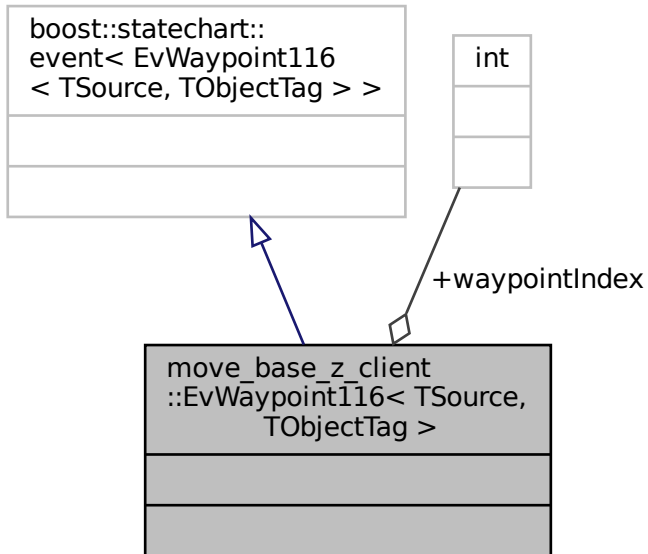 boost::statechart::
event< EvWaypoint116
< TSource, TObjectTag > >
int
+waypointIndex
move_base_z_client
::EvWaypoint116< TSource,
TObjectTag >